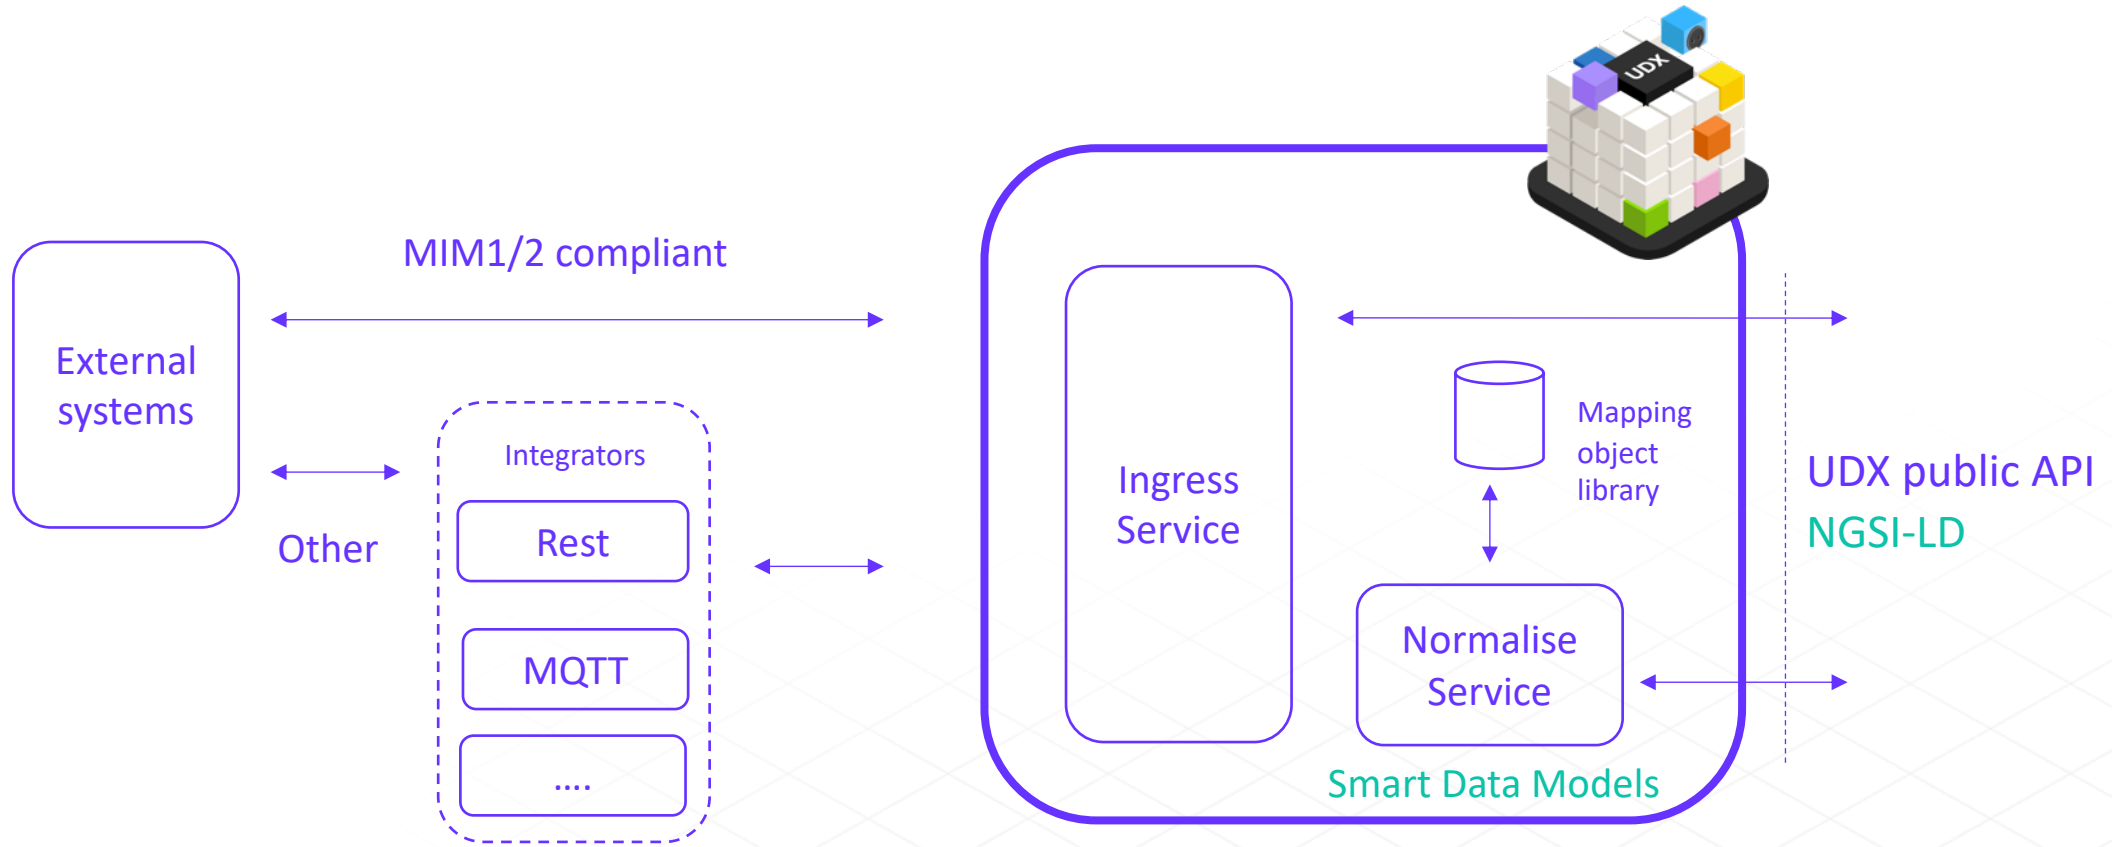 UDX
MIM1/2 compliant
External
systems
Other
Integrators
Rest
MQTT
....
Ingress
Service
Mapping
object
library
Normalise
Service
Smart Data Models
UDX public API
NGSI-LD